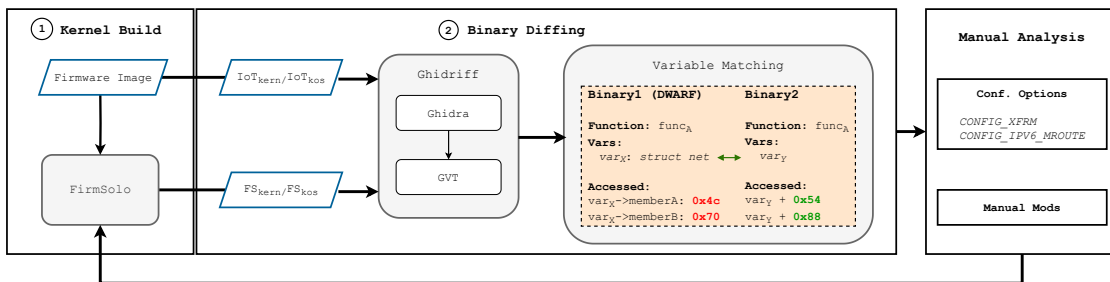 1 Kernel Build
Firmware Image
FirmSolo
2 Binary Diffing
IoTkern/IoTkos
FSkern/FSkos
Ghidriff
Ghidra
GVT
Variable Matching
Binary1 (DWARF) Binary2
Function: funcA Function: funcA
Vars: Vars:
varX: struct net varY
Accessed: Accessed:
varX->memberA: 0x4c varY + 0x54
varX->memberB: 0x70 varY + 0x88
Manual Analysis
Conf. Options
CONFIG_XFRM
CONFIG_IPV6_MROUTE
Manual Mods